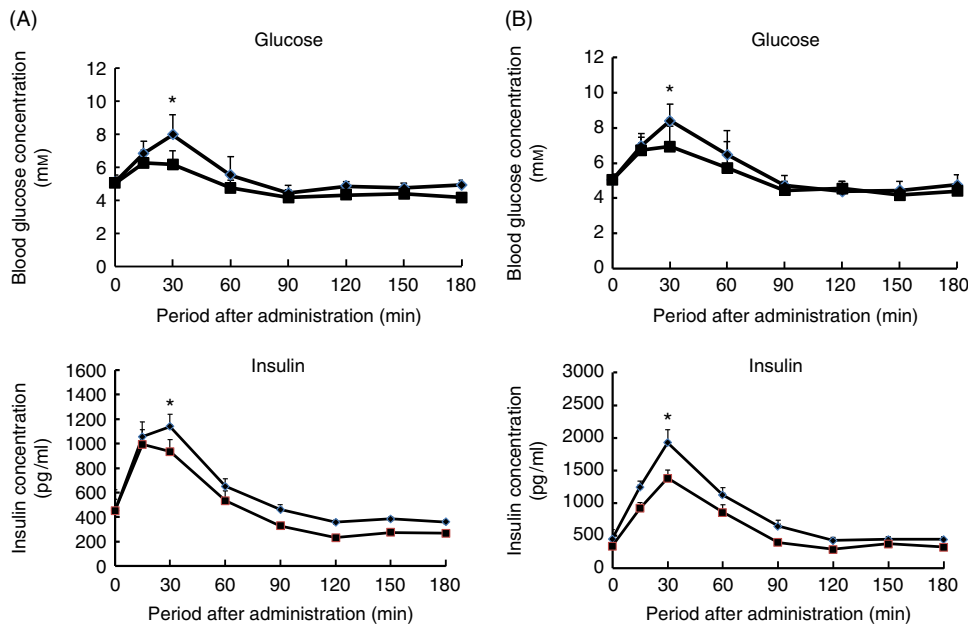 (A)
Glucose
Blood glucose concentration
(mM)
12
10
8
6
4
2
0
*
0 30 60 90 120 150 180
Period after administration (min)
Insulin
Insulin concentration
(pg/ml)
1600
1400
1200
1000
800
600
400
200
0
*
0 30 60 90 120 150 180
Period after administration (min)
(B)
Glucose
Blood glucose concentration
(mM)
12
10
8
6
4
2
0
*
0 30 60 90 120 150 180
Period after administration (min)
Insulin
Insulin concentration
(pg/ml)
3000
2500
2000
1500
1000
500
0
*
0 30 60 90 120 150 180
Period after administration (min)